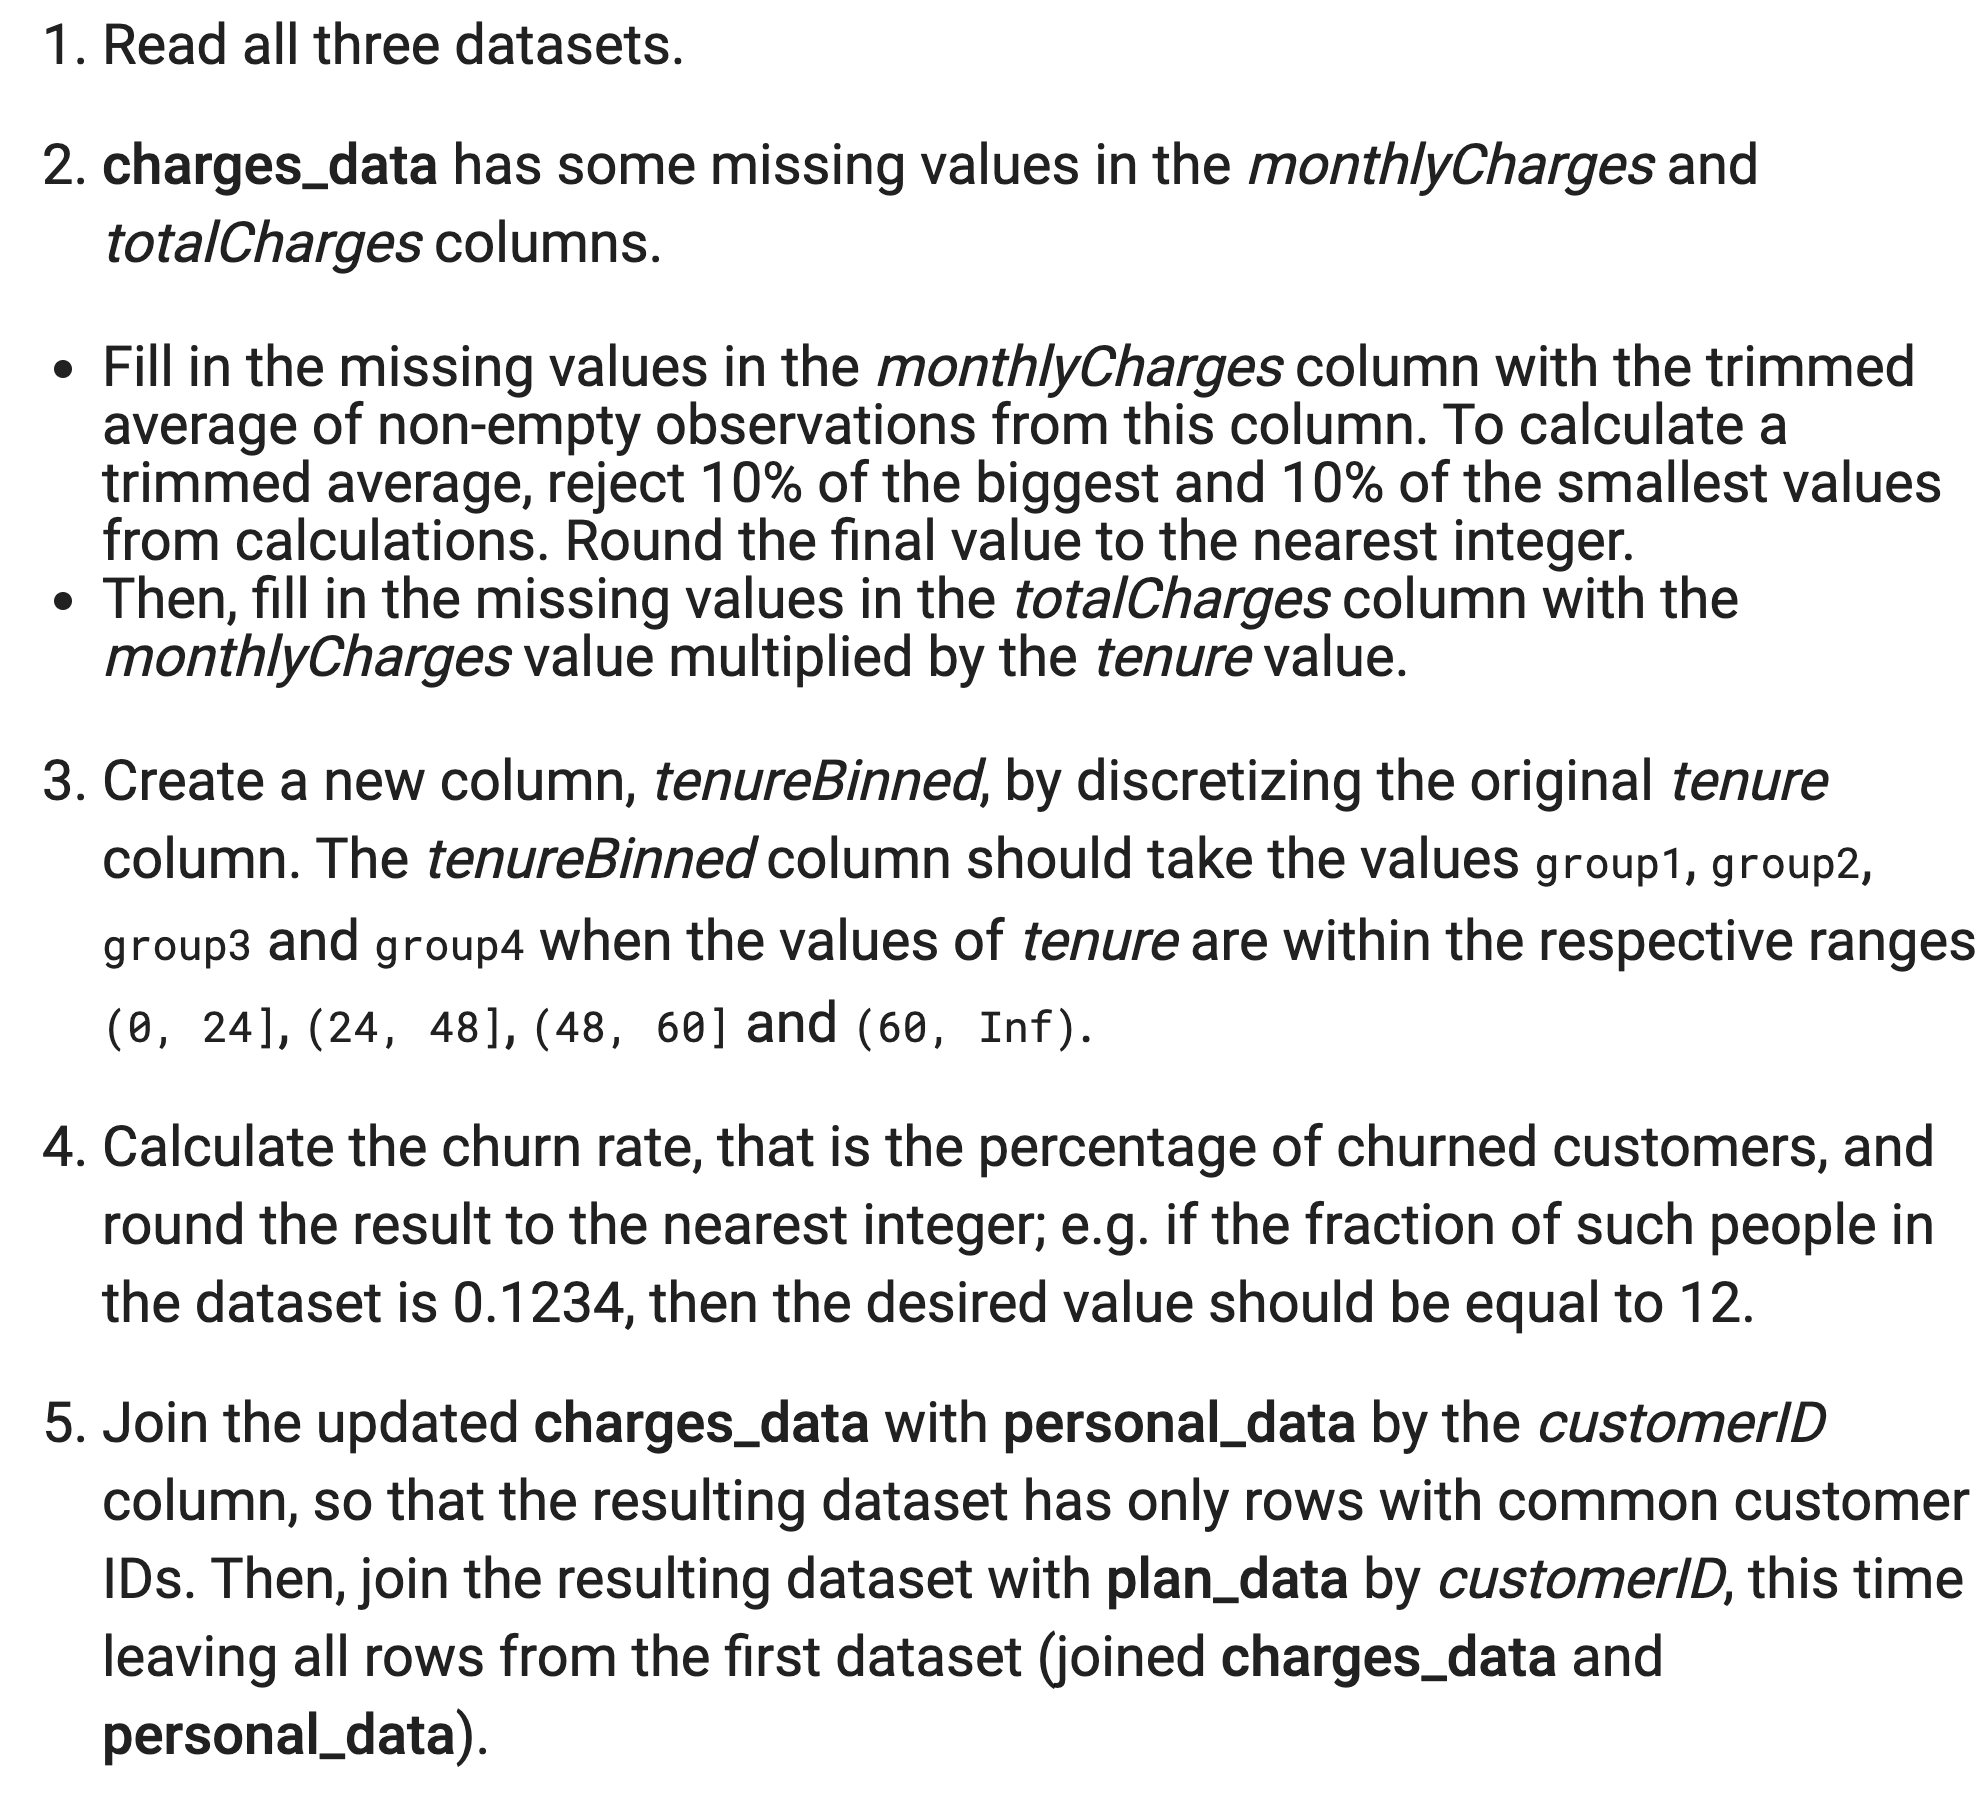 1. Read all three datasets.
2. charges_data has some missing values in the monthlyCharges and
totalCharges columns.
• Fill in the missing values in the monthlyCharges column with the trimmed
average of non-empty observations from this column. To calculate a
trimmed average, reject 10% of the biggest and 10% of the smallest values
from calculations. Round the final value to the nearest integer.
• Then, fill in the missing values in the totalCharges column with the
monthlyCharges value multiplied by the tenure value.
3. Create a new column, tenureBinned, by discretizing the original tenure
column. The tenureBinned column should take the values group1, group2,
group3 and group4 when the values of tenure are within the respective ranges
(0, 24], (24, 48], (48, 60] and (60, Inf).
4. Calculate the churn rate, that is the percentage of churned customers, and
round the result to the nearest integer; e.g. if the fraction of such people in
the dataset is 0.1234, then the desired value should be equal to 12.
5. Join the updated charges_data with personal_data by the customerID
column, so that the resulting dataset has only rows with common customer
IDs. Then, join the resulting dataset with plan_data by customerID, this time
leaving all rows from the first dataset (joined charges_data and
personal_data).